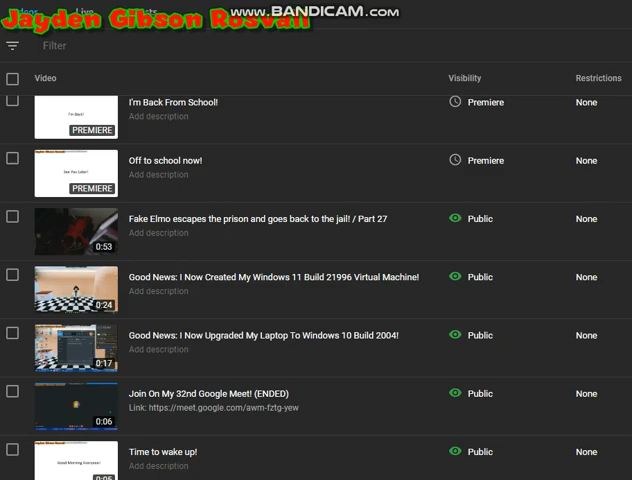 Live
www.BANDICAM.com
Jayden Gibson Rosvall
Filter
Video Visibility Restrictions
I'm Back!
PREMIERE
I'm Back From School!
Add description
Premiere
None
See You Later!
PREMIERE
Off to school now!
Add description
Premiere
None
0:53
Fake Elmo escapes the prison and goes back to the jail! / Part 27
Add description
Public
None
0:24
Good News: I Now Created My Windows 11 Build 21996 Virtual Machine!
Add description
Public
None
0:17
Good News: I Now Upgraded My Laptop To Windows 10 Build 2004!
Add description
Public
None
0:06
Join On My 32nd Google Meet! (ENDED)
Link: https://meet.google.com/awm-fztg-yew
Public
None
Good Morning Everyone!
0:05
Time to wake up!
Add description
Public
None